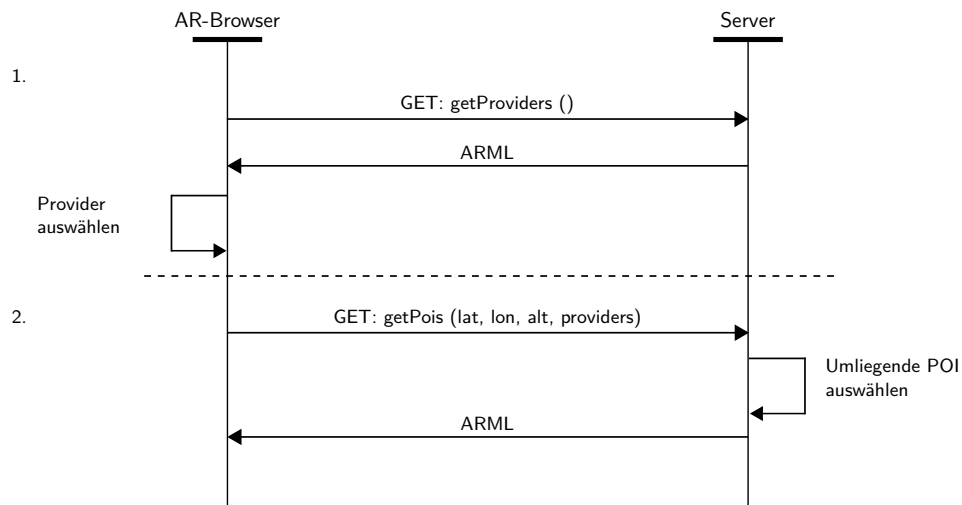 AR-Browser
Server
1.
GET: getProviders ()
ARML
Provider
auswählen
2.
GET: getPois (lat, lon, alt, providers)
Umliegende POI
auswählen
ARML